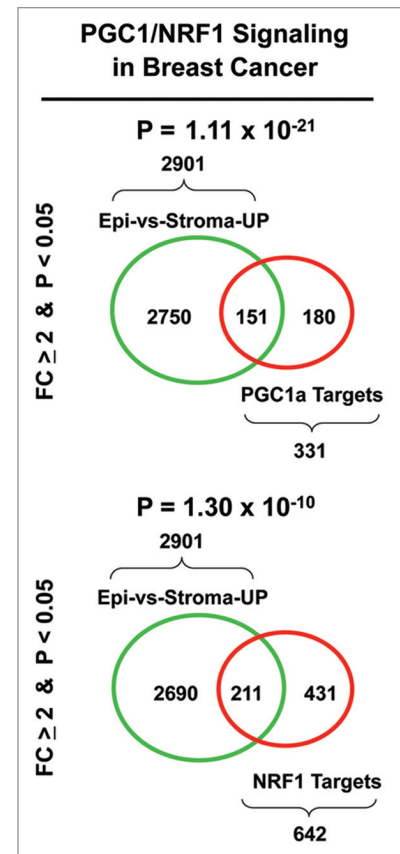 PGC1/NRF1 Signaling
in Breast Cancer
P = 1.11 x 10⁻²¹
2901
Epi-vs-Stroma-UP
FC ≥ 2 & P < 0.05
2750 151 180
PGC1a Targets
331
P = 1.30 x 10⁻¹⁰
2901
Epi-vs-Stroma-UP
FC ≥ 2 & P < 0.05
2690 211 431
NRF1 Targets
642